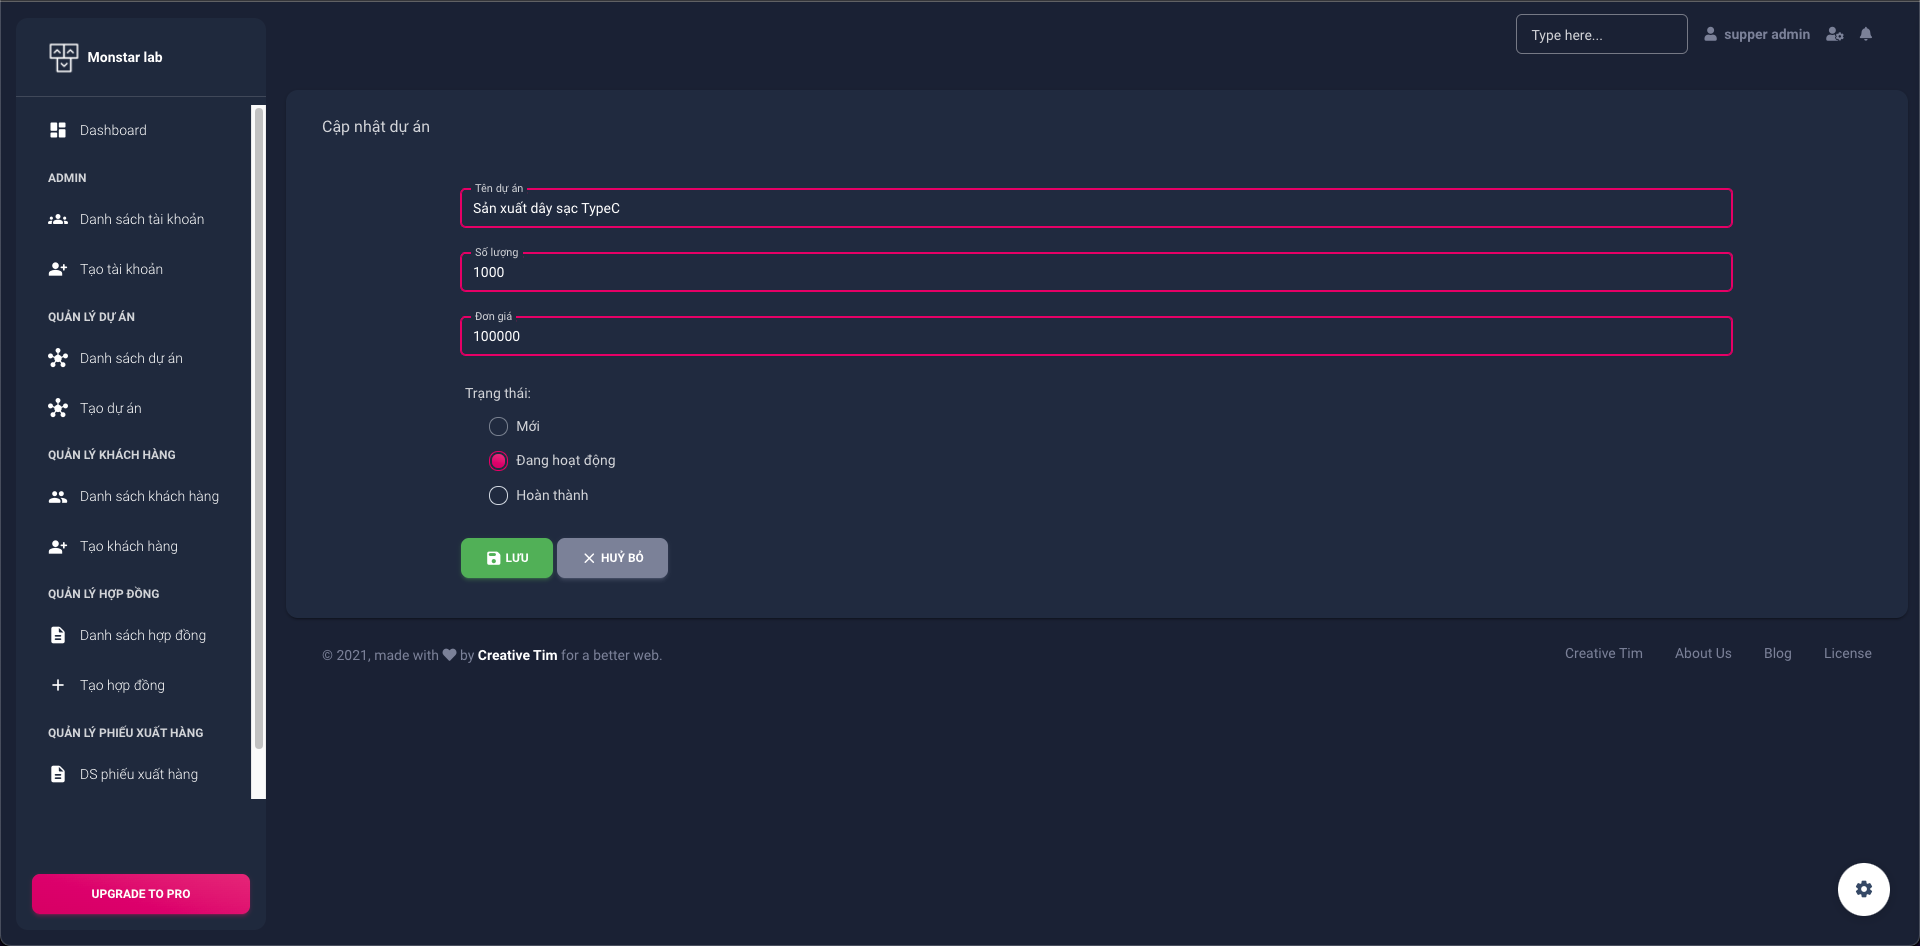 Monstar lab
Dashboard
ADMIN
Danh sách tài khoản
Tạo tài khoản
QUẢN LÝ DỰ ÁN
Danh sách dự án
Tạo dự án
QUẢN LÝ KHÁCH HÀNG
Danh sách khách hàng
Tạo khách hàng
QUẢN LÝ HỢP ĐỒNG
Danh sách hợp đồng
Tạo hợp đồng
QUẢN LÝ PHIẾU XUẤT HÀNG
DS phiếu xuất hàng
UPGRADE TO PRO
Type here...
supper admin
Cập nhật dự án
Tên dự án
Sản xuất dây sạc TypeC
Số lượng
1000
Đơn giá
100000
Trạng thái:
Mới
Đang hoạt động
Hoàn thành
LƯU
HUỶ BỎ
© 2021, made with by Creative Tim for a better web.
Creative Tim
About Us
Blog
License